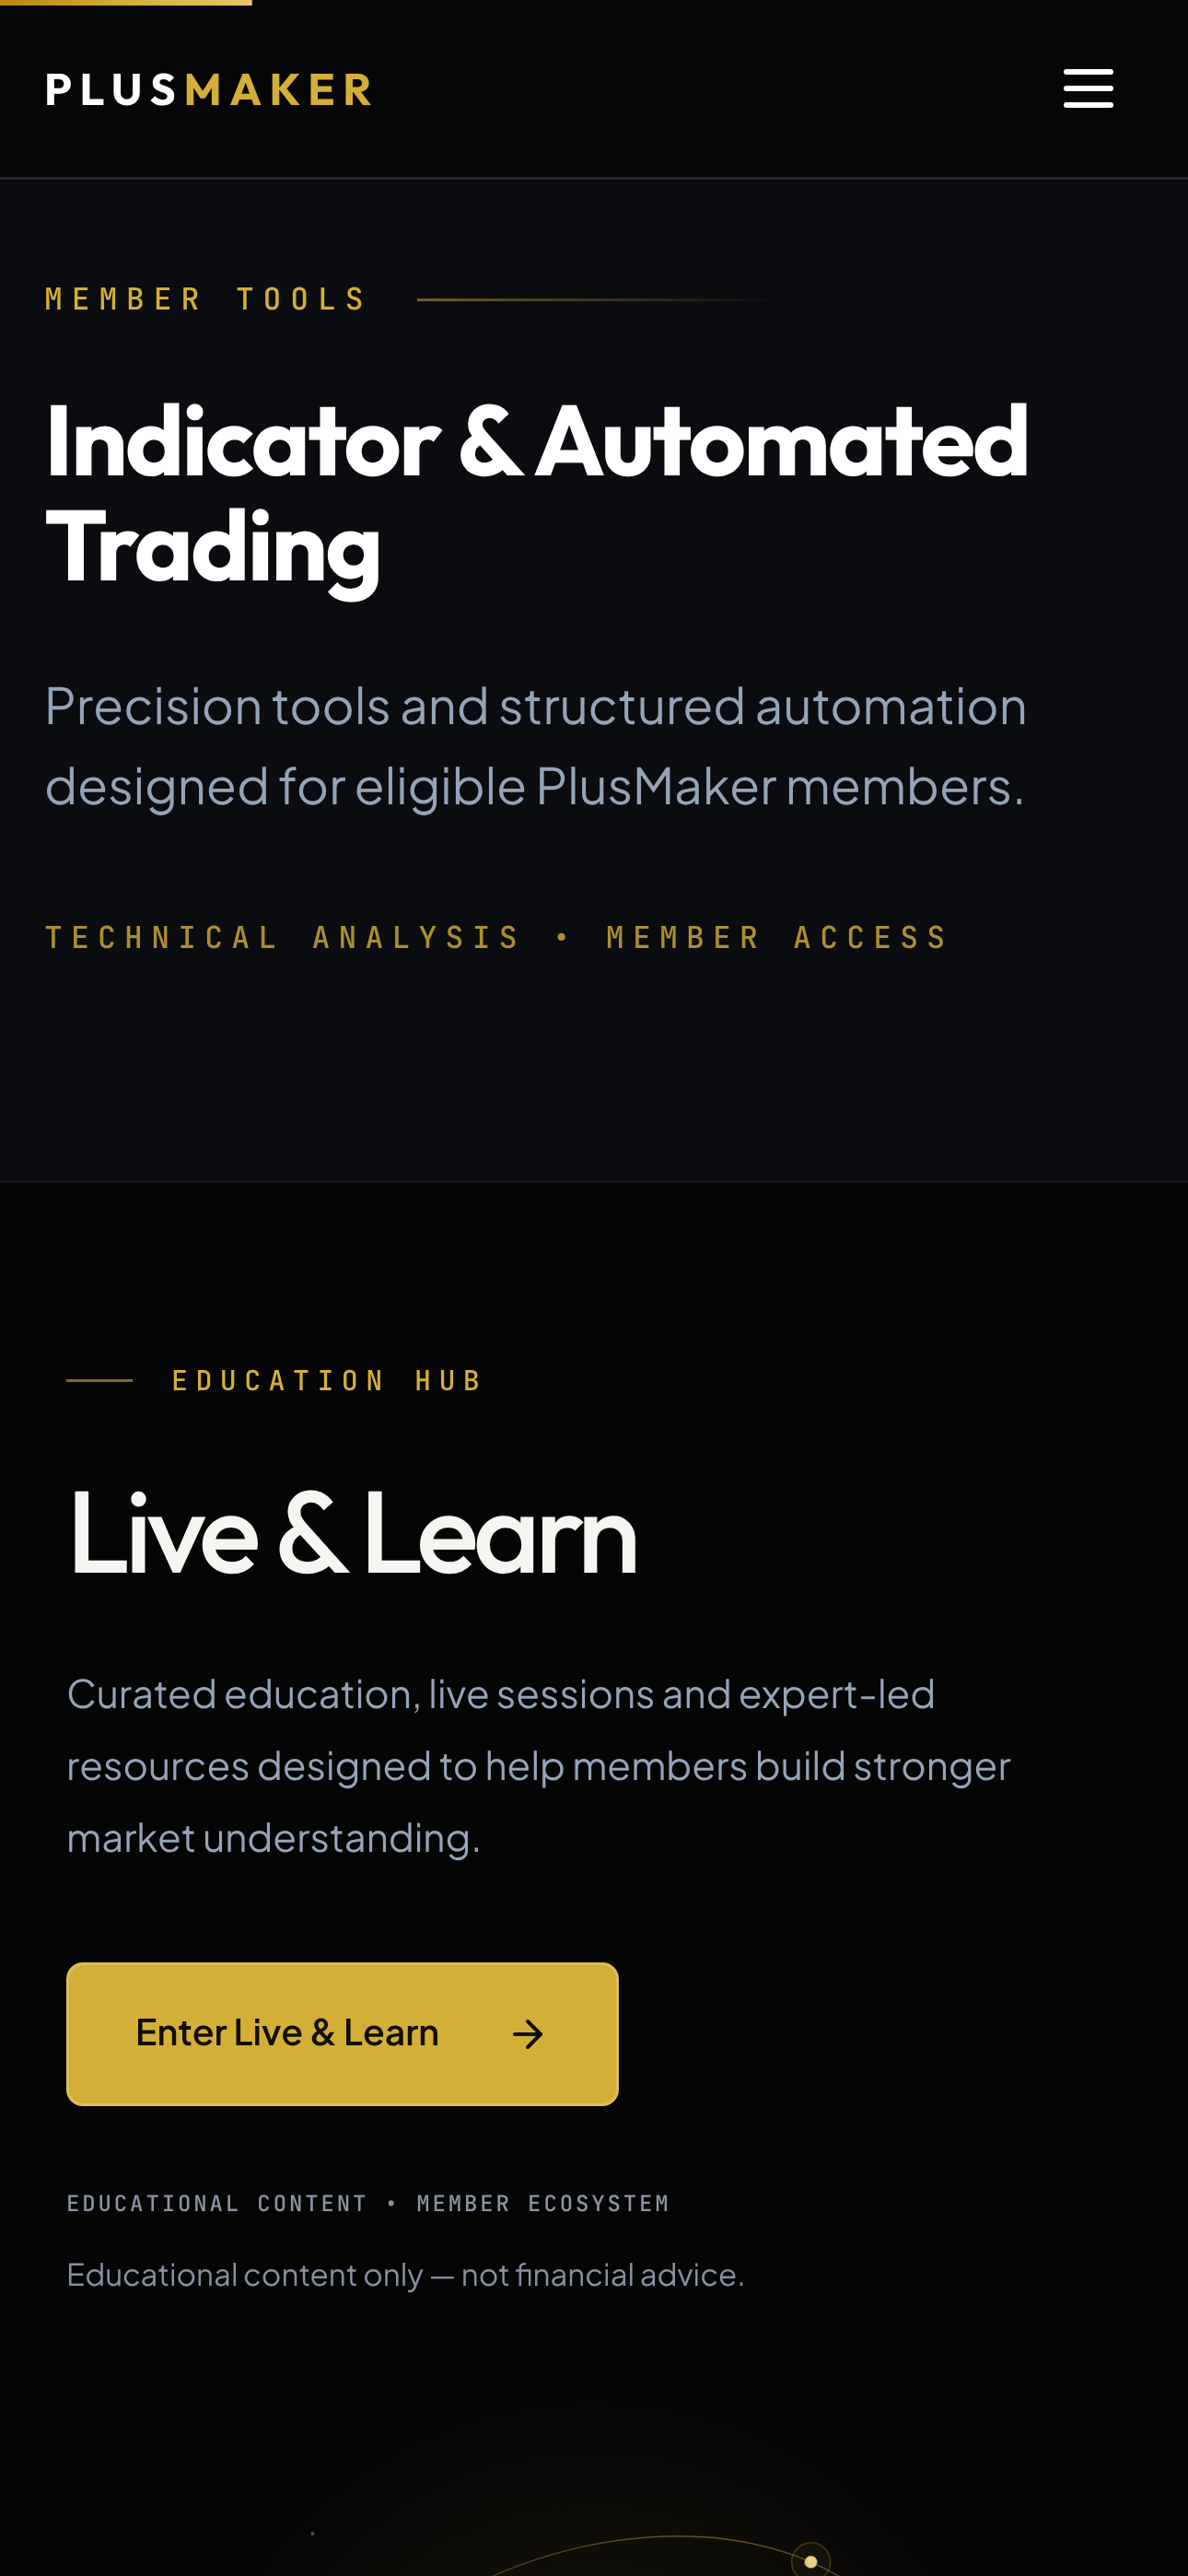 PLUSMAKER
MEMBER TOOLS
Indicator & Automated
Trading
Precision tools and structured automation
designed for eligible PlusMaker members.
TECHNICAL ANALYSIS • MEMBER ACCESS
EDUCATION HUB
Live & Learn
Curated education, live sessions and expert-led
resources designed to help members build stronger
market understanding.
Enter Live & Learn →
EDUCATIONAL CONTENT • MEMBER ECOSYSTEM
Educational content only — not financial advice.